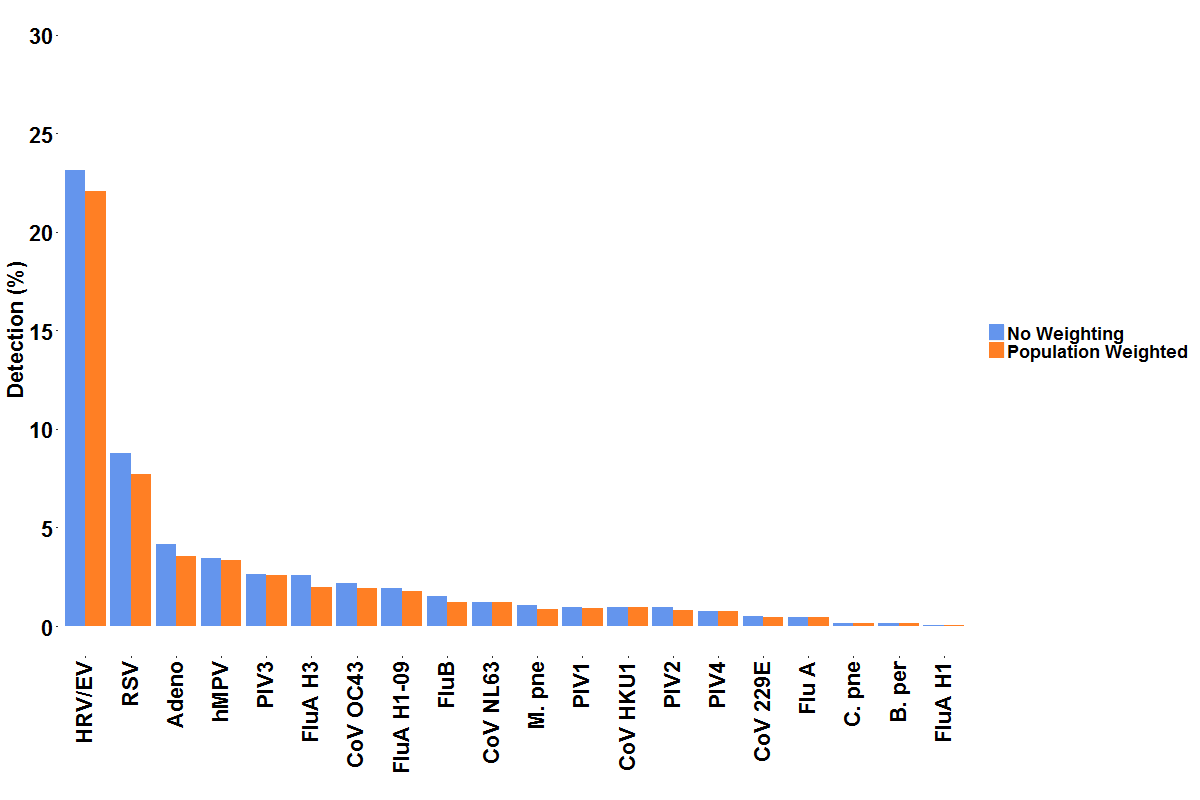 30
25
20
15
10
5
0
Detection (%)
HRV/EV
RSV
Adeno
hMPV
PIV3
FluA H3
CoV OC43
FluA H1-09
FluB
CoV NL63
M. pne
PIV1
CoV HKU1
PIV2
PIV4
CoV 229E
Flu A
C. pne
B. per
FluA H1
No Weighting
Population Weighted